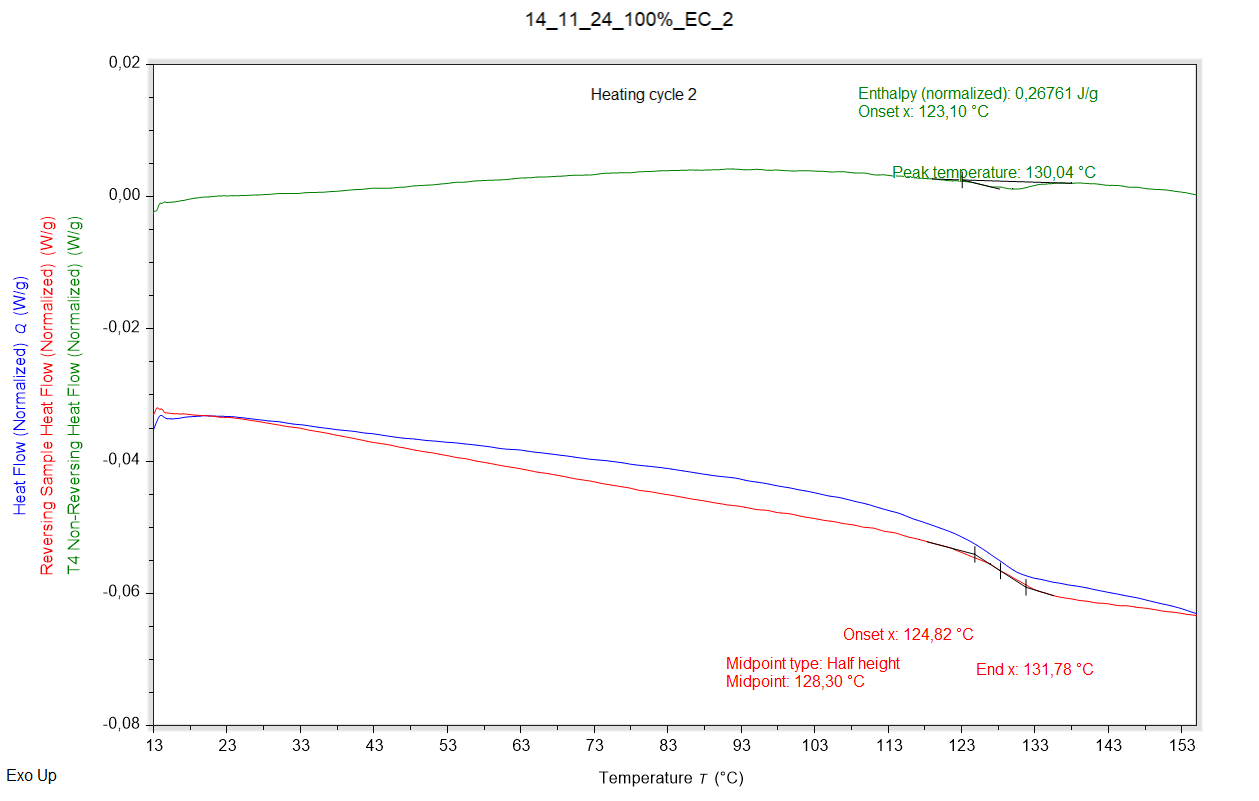 14_11_24_100%_EC_2
Heating cycle 2
Enthalpy (normalized): 0,26761 J/g
Onset x: 123,10 °C
Peak temperature: 130,04 °C
Onset x: 124,82 °C
Midpoint type: Half height
Midpoint: 128,30 °C
End x: 131,78 °C
Heat Flow (Normalized) Q (W/g)
Reversing Sample Heat Flow (Normalized) (W/g)
T4 Non-Reversing Heat Flow (Normalized) (W/g)
0,02
0,00
-0,02
-0,04
-0,06
-0,08
13 23 33 43 53 63 73 83 93 103 113 123 133 143 153
Exo Up
Temperature T (°C)